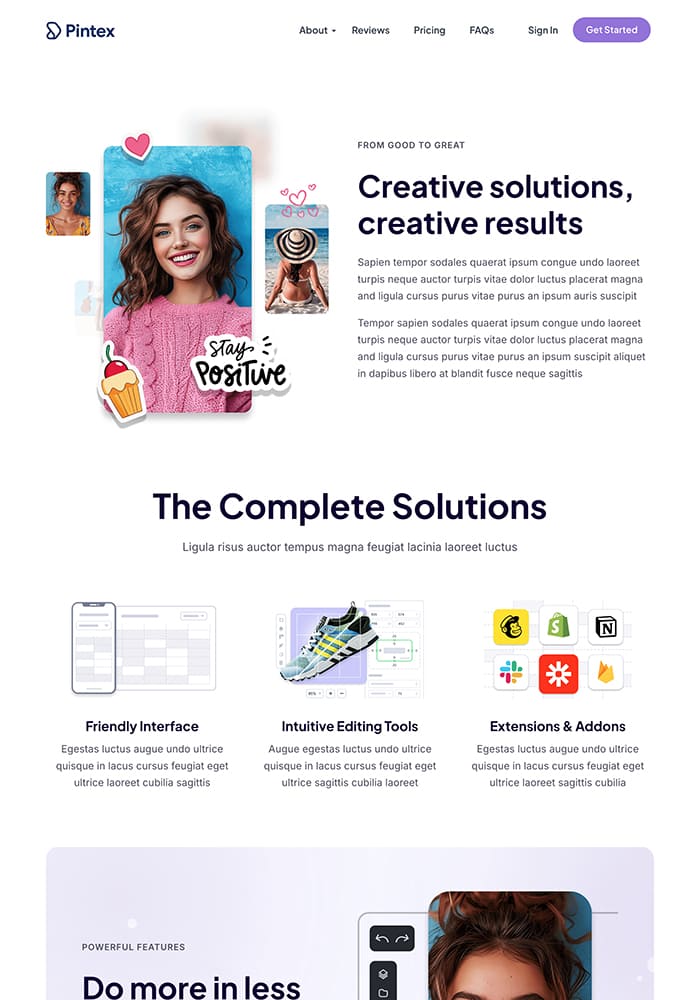 Pintex
About
Reviews
Pricing
FAQs
Sign In
Get Started
FROM GOOD TO GREAT
Creative solutions,
creative results
Sapien tempor sodales quaerat ipsum congue undo laoreet
turpis neque auctor turpis vitae dolor luctus placerat magna
and ligula cursus purus vitae purus an ipsum auris suscipit
Tempor sapien sodales quaerat ipsum congue undo laoreet
turpis neque auctor turpis vitae dolor luctus placerat magna
and ligula cursus purus vitae purus an ipsum suscipit aliquet
in dapibus libero at blandit fusce neque sagittis
STAY
POSITIVE
The Complete Solutions
Ligula risus auctor tempus magna feugiat lacinia laoreet luctus
Friendly Interface
Egestas luctus augue undo ultrice
quisque in lacus cursus feugiat eget
ultrice laoreet cubilia sagittis
Intuitive Editing Tools
Augue egestas luctus undo ultrice
quisque in lacus cursus feugiat eget
ultrice sagittis cubilia laoreet
Extensions & Addons
Egestas luctus augue undo ultrice
quisque in lacus cursus feugiat eget
ultrice laoreet sagittis cubilia
POWERFUL FEATURES
Do more in less